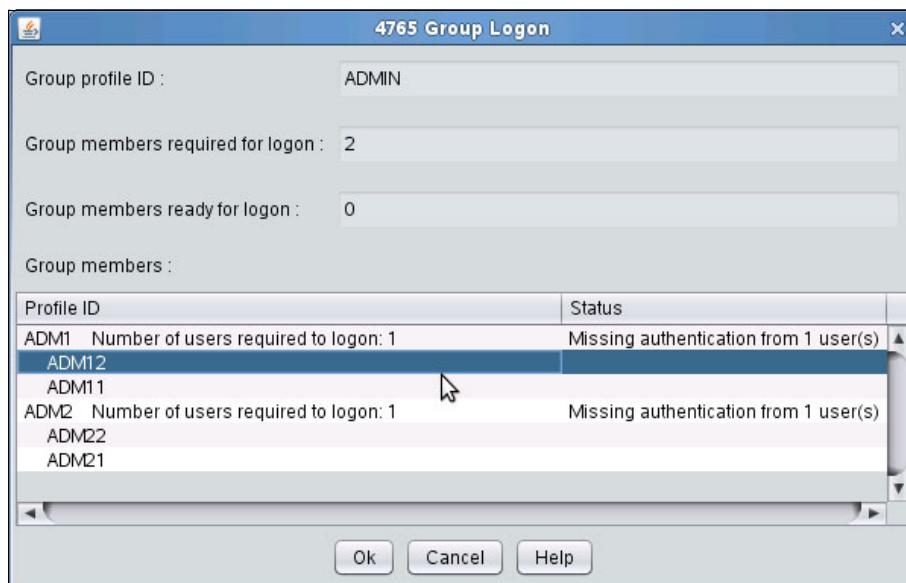 4765 Group Logon
Group profile ID : ADMIN
Group members required for logon : 2
Group members ready for logon : 0
Group members :
Profile ID Status
ADM1 Number of users required to logon: 1 Missing authentication from 1 user(s)
ADM12
ADM11
ADM2 Number of users required to logon: 1 Missing authentication from 1 user(s)
ADM22
ADM21
Ok Cancel Help